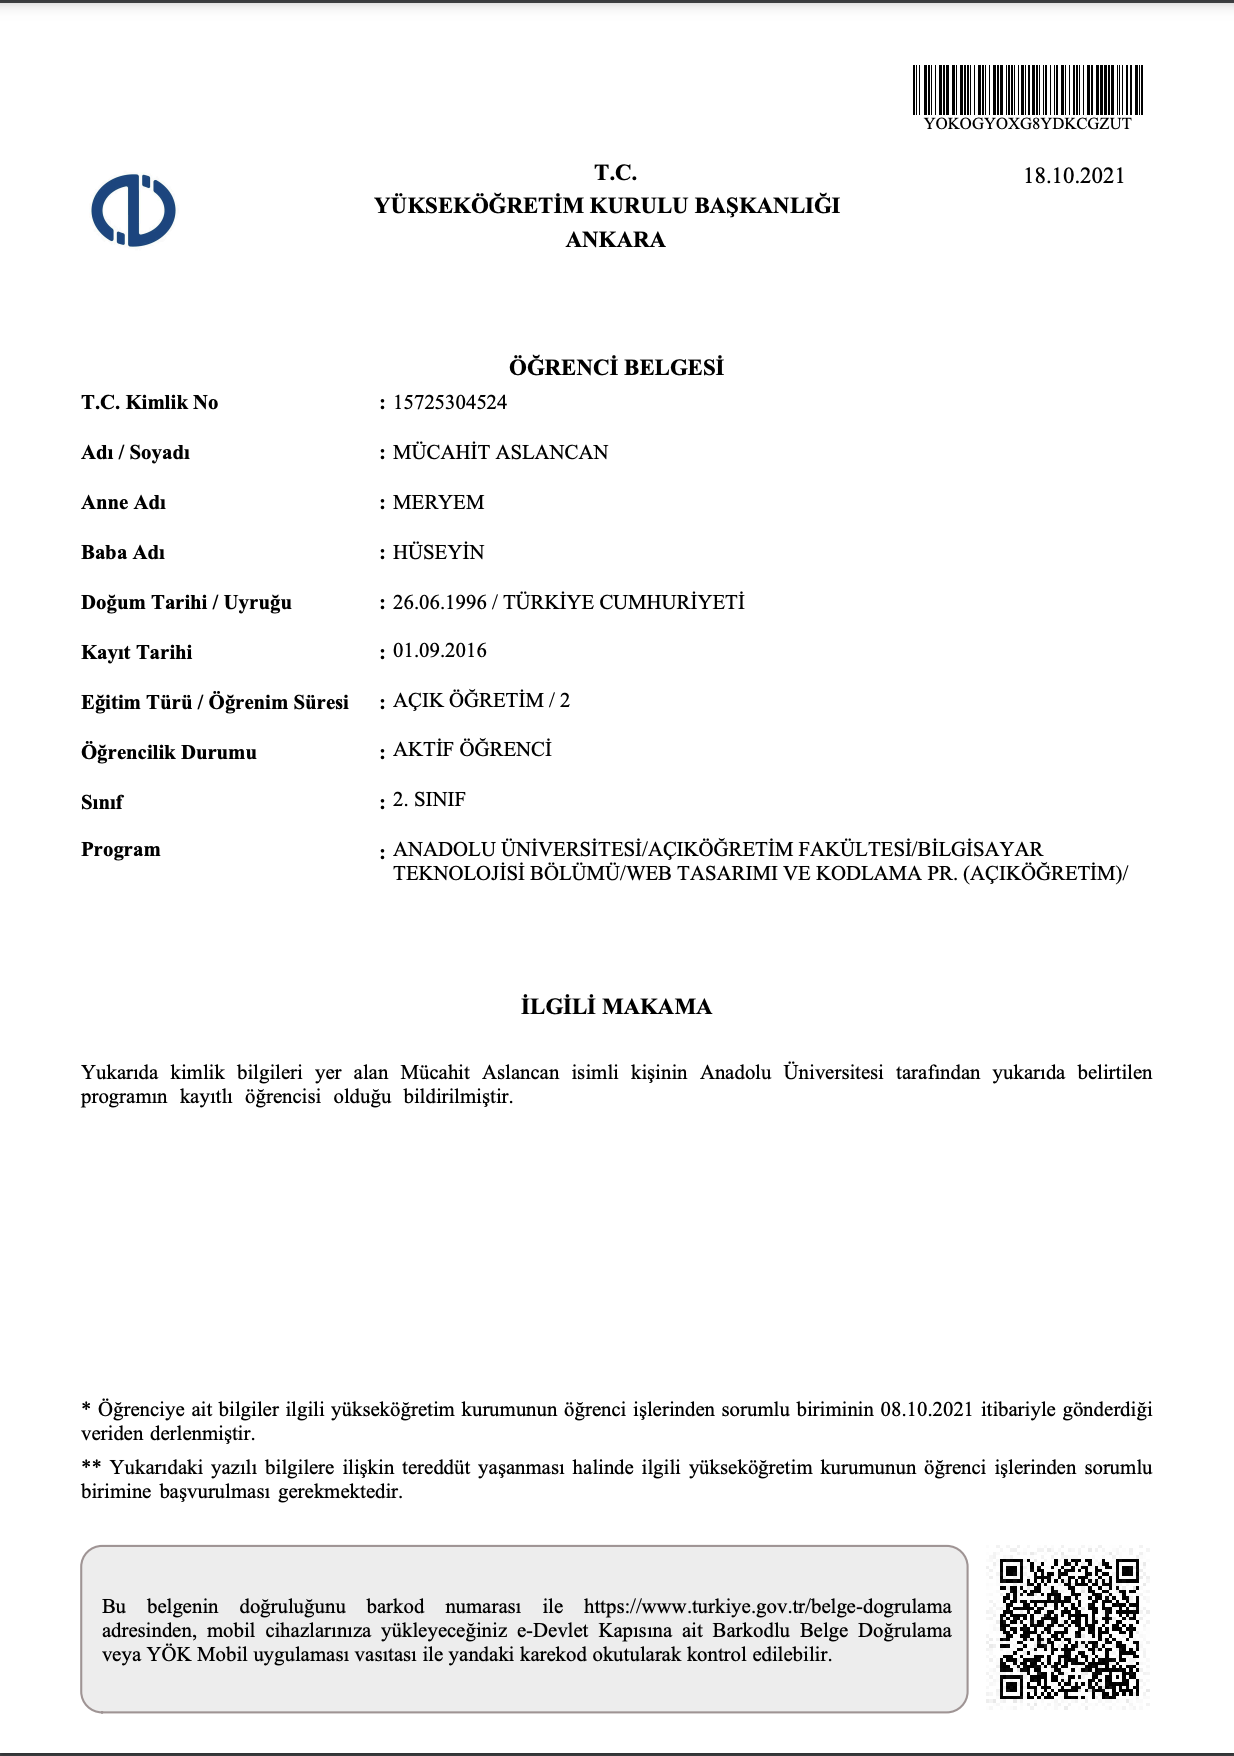 YOKOGYOXG8YDKCGZUT
T.C.
18.10.2021
YÜKSEKÖĞRETİM KURULU BAŞKANLIĞI
ANKARA
ÖĞRENCİ BELGESİ
T.C. Kimlik No : 15725304524
Adı / Soyadı : MÜCAHİT ASLANCAN
Anne Adı : MERYEM
Baba Adı : HÜSEYİN
Doğum Tarihi / Uyruğu : 26.06.1996 / TÜRKİYE CUMHURİYETİ
Kayıt Tarihi : 01.09.2016
Eğitim Türü / Öğrenim Süresi : AÇIK ÖĞRETİM / 2
Öğrencilik Durumu : AKTİF ÖĞRENCİ
Sınıf : 2. SINIF
Program : ANADOLU ÜNİVERSİTESİ/AÇIKÖĞRETİM FAKÜLTESİ/BİLGİSAYAR
TEKNOLOJİSİ BÖLÜMÜ/WEB TASARIMI VE KODLAMA PR. (AÇIKÖĞRETİM)/
İLGİLİ MAKAMA
Yukarıda kimlik bilgileri yer alan Mücahit Aslancan isimli kişinin Anadolu Üniversitesi tarafından yukarıda belirtilen
programın kayıtlı öğrencisi olduğu bildirilmiştir.
* Öğrenciye ait bilgiler ilgili yükseköğretim kurumunun öğrenci işlerinden sorumlu biriminin 08.10.2021 itibariyle gönderdiği
veriden derlenmiştir.
** Yukarıdaki yazılı bilgilere ilişkin tereddüt yaşanması halinde ilgili yükseköğretim kurumunun öğrenci işlerinden sorumlu
birimine başvurulması gerekmektedir.
Bu belgenin doğruluğunu barkod numarası ile https://www.turkiye.gov.tr/belge-dogrulama
adresinden, mobil cihazlarınıza yükleyeceğiniz e-Devlet Kapısına ait Barkodlu Belge Doğrulama
veya YÖK Mobil uygulaması vasıtası ile yandaki karekod okutularak kontrol edilebilir.